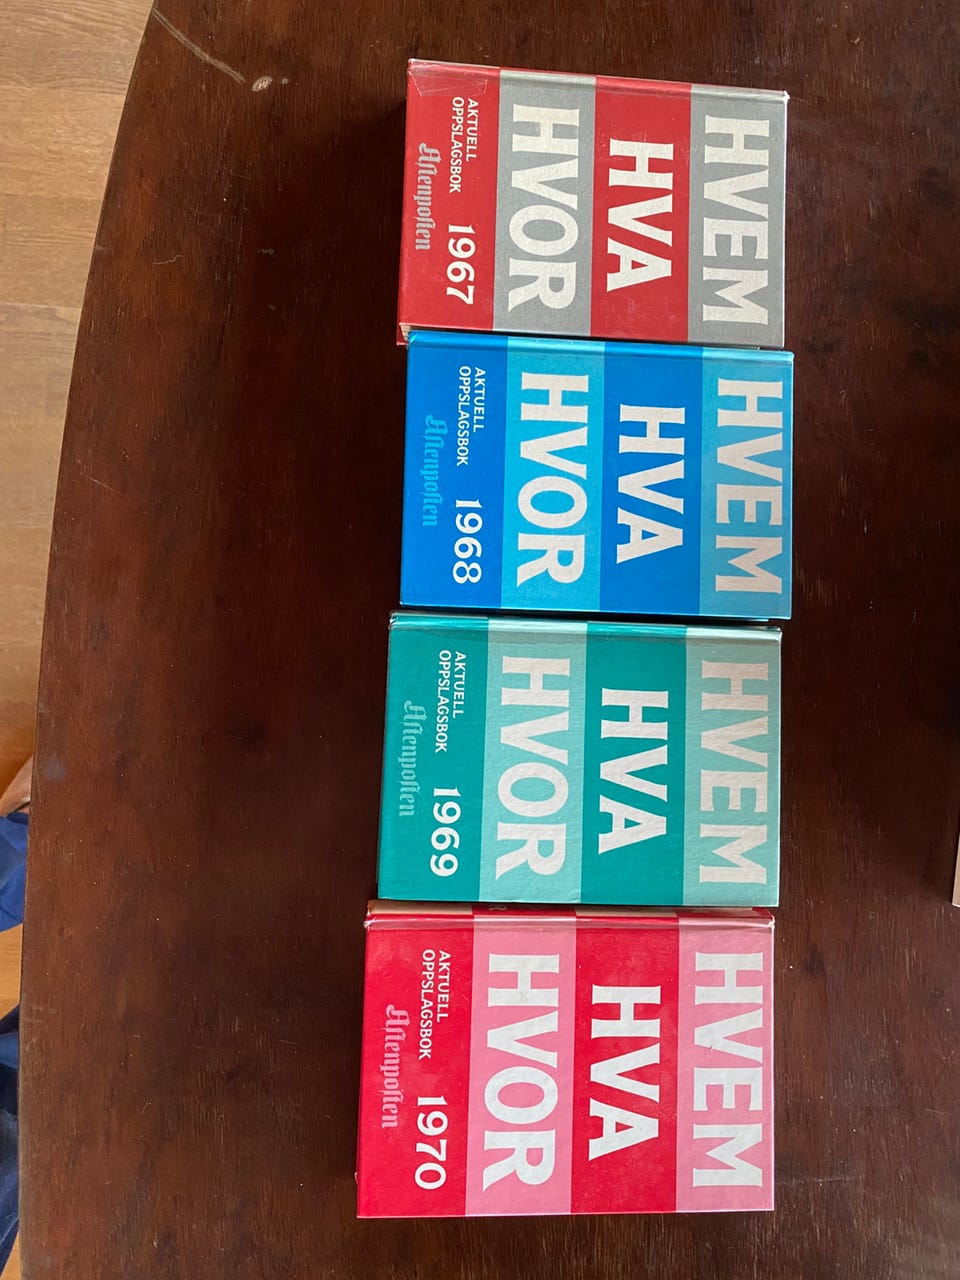 HVEM
HVA
HVOR
AKTUELL
OPPSLAGSBOK
1967
Aftenposten
HVEM
HVA
HVOR
AKTUELL
OPPSLAGSBOK
1968
Aftenposten
HVEM
HVA
HVOR
AKTUELL
OPPSLAGSBOK
1969
Aftenposten
HVEM
HVA
HVOR
AKTUELL
OPPSLAGSBOK
1970
Aftenposten